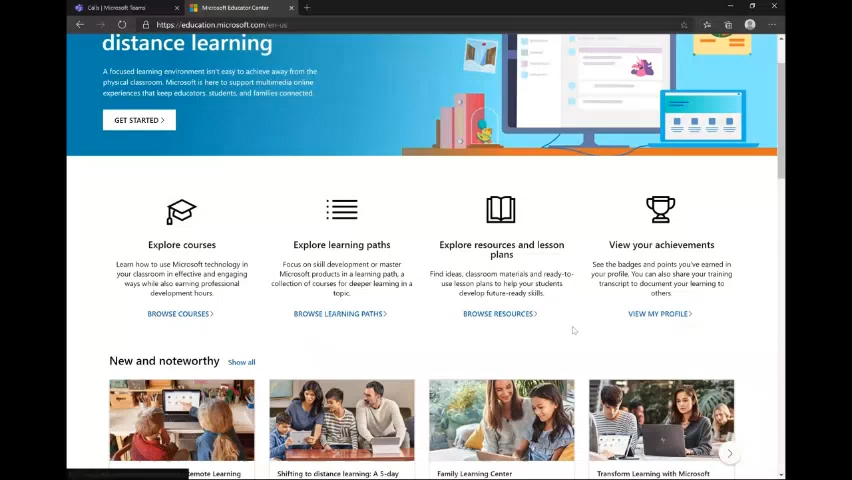 Calls | Microsoft Teams
Microsoft Educator Center
https://education.microsoft.com/en-us
distance learning
A focused learning environment isn't easy to achieve away from the
physical classroom. Microsoft is here to support multimedia online
experiences that keep educators, students, and families connected.
GET STARTED
Explore courses
Learn how to use Microsoft technology in
your classroom in effective and engaging
ways while also earning professional
development hours.
BROWSE COURSES
Explore learning paths
Focus on skill development or master
Microsoft products in a learning path, a
collection of courses for deeper learning in a
topic.
BROWSE LEARNING PATHS
Explore resources and lesson
plans
Find ideas, classroom materials and ready-to-
use lesson plans to help your students
develop future-ready skills.
BROWSE RESOURCES
View your achievements
See the badges and points you've earned in
your profile. You can also share your training
transcript to document your learning to
others.
VIEW MY PROFILE
New and noteworthy Show all
Remote Learning
Shifting to distance learning: A 5-day
Family Learning Center
Transform Learning with Microsoft